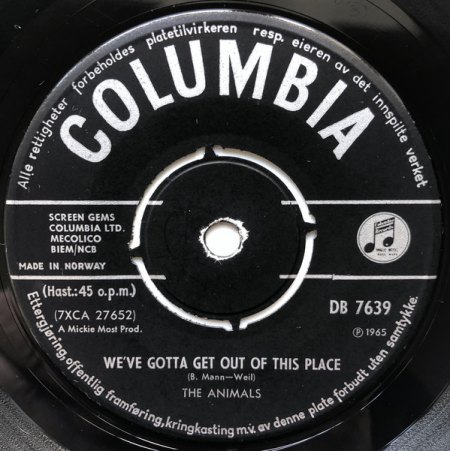 Alle rettigheter forbeholdes platetilvirkeren resp. eieren av det innspilte verket
COLUMBIA
SCREEN GEMS
COLUMBIA LTD.
MECOLICO
BIEM/NCB
MADE IN NORWAY
(Hast.: 45 o.p.m.)
(7XCA 27652)
A Mickie Most Prod.
DB 7639
Ⓟ 1965
WE'VE GOTTA GET OUT OF THIS PLACE
(B. Mann—Weil)
THE ANIMALS
Ettergjøring, offentlig framføring, kringkasting m.v. av denne plate forbudt uten samtykke.